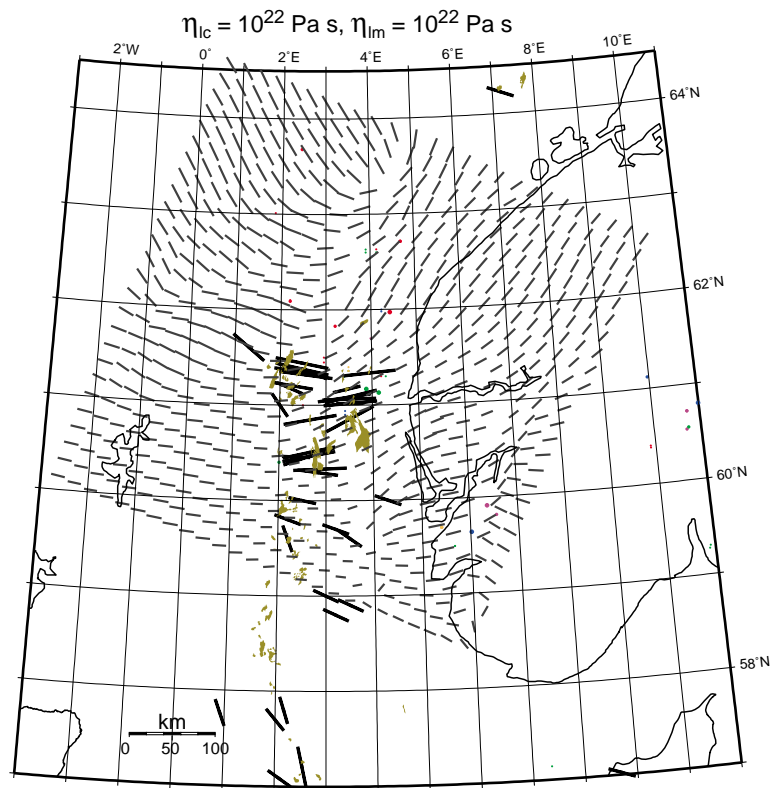 η_lc = 10^22 Pa s, η_lm = 10^22 Pa s
2˚W 0˚ 2˚E 4˚E 6˚E 8˚E 10˚E
64˚N
62˚N
60˚N
58˚N
km
0 50 100